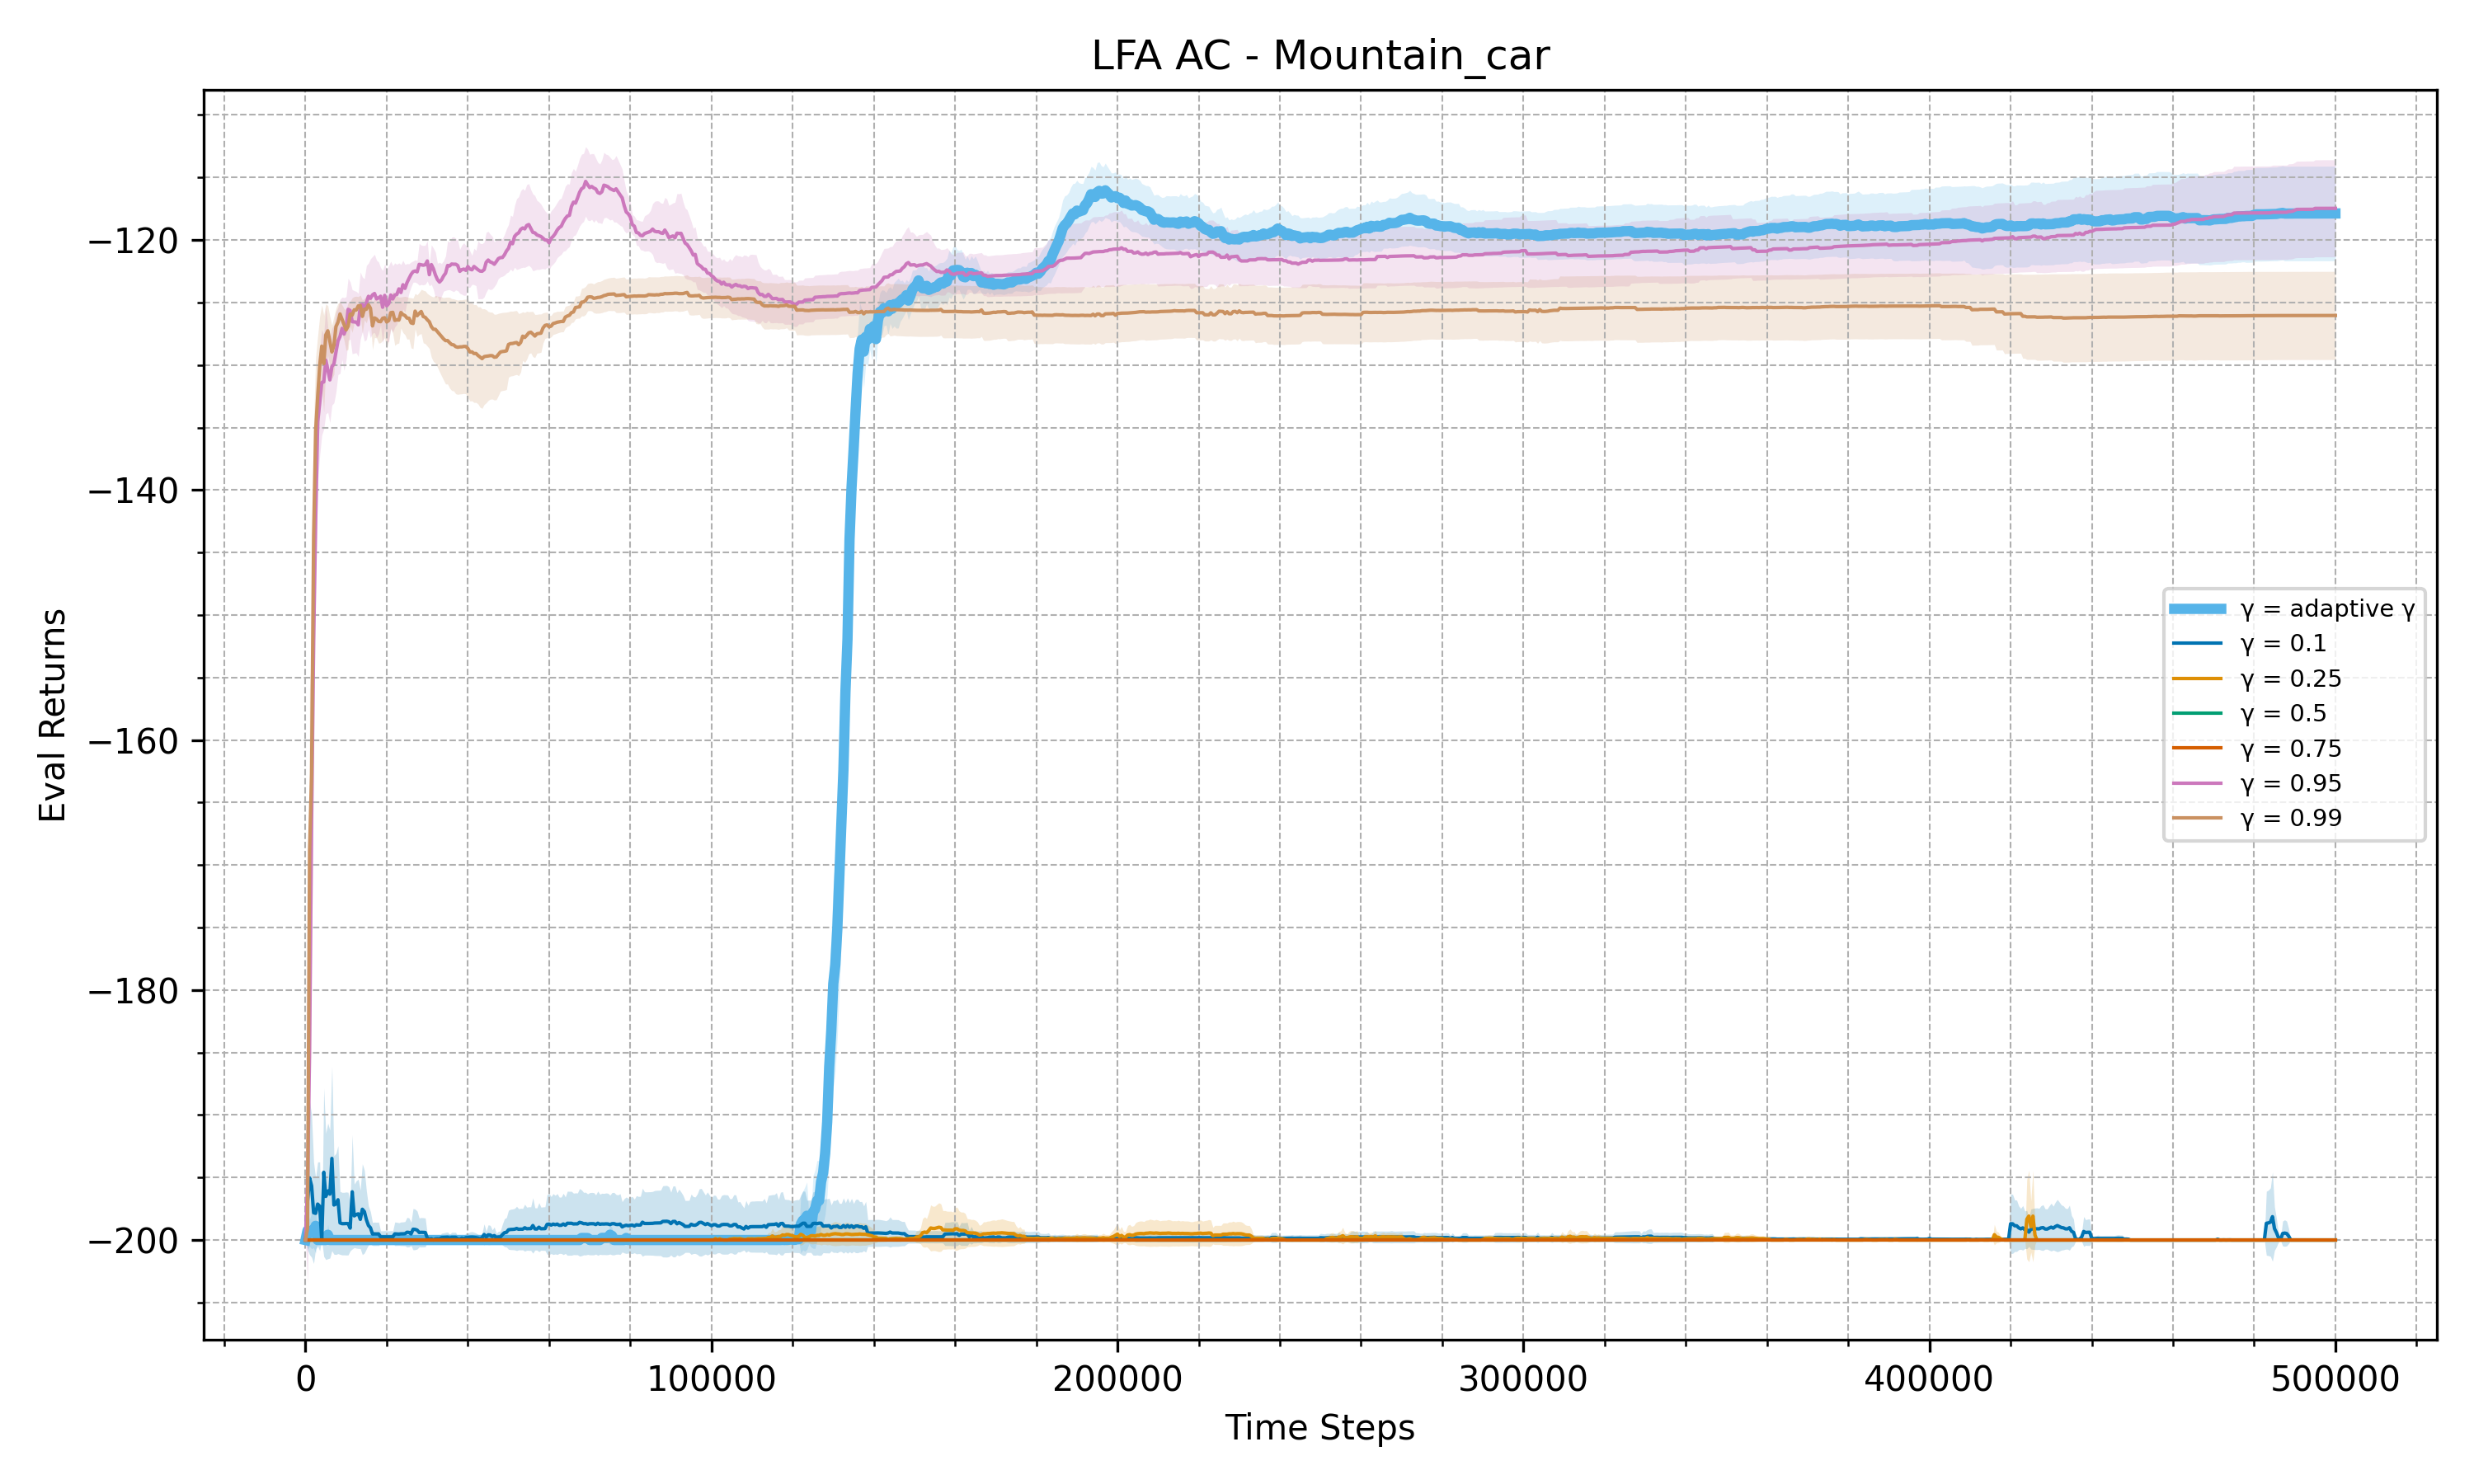 LFA AC - Mountain_car
Eval Returns
−120
−140
−160
−180
−200
γ = adaptive γ
γ = 0.1
γ = 0.25
γ = 0.5
γ = 0.75
γ = 0.95
γ = 0.99
0 100000 200000 300000 400000 500000
Time Steps